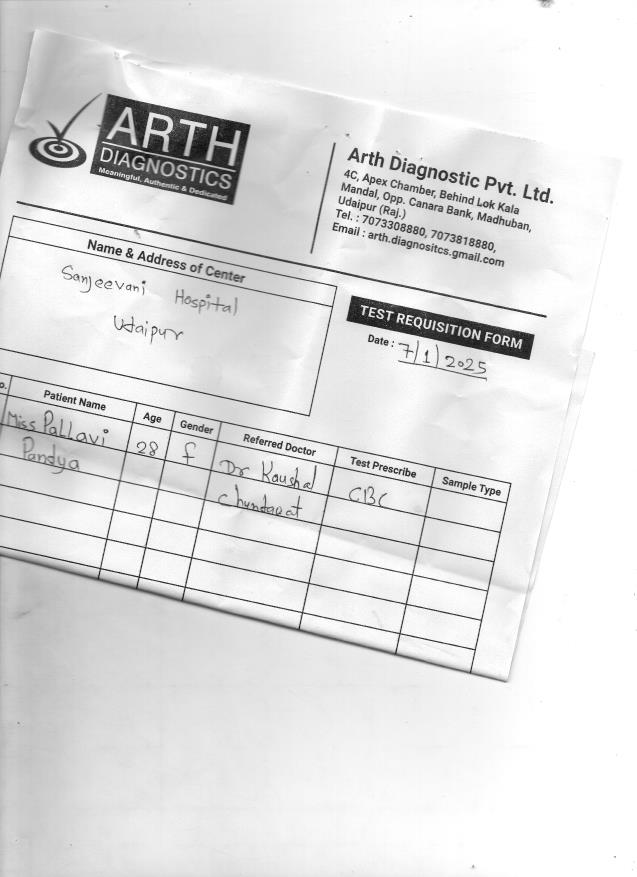 ARTH
DIAGNOSTICS
Meaningful, Authentic & Dedicated
Arth Diagnostic Pvt. Ltd.
4C, Apex Chamber, Behind Lok Kala
Mandal, Opp. Canara Bank, Madhuban,
Udaipur (Raj.)
Tel. : 7073308880, 7073818880,
Email : arth.diagnositcs.gmail.com
Name & Address of Center
Sanjeevani Hospital
Udaipur
TEST REQUISITION FORM
Date : 7/1/2025
o. Patient Name Age Gender Referred Doctor Test Prescribe Sample Type
Miss Pallavi 28 f Dr Kaushal CBC
Pandya